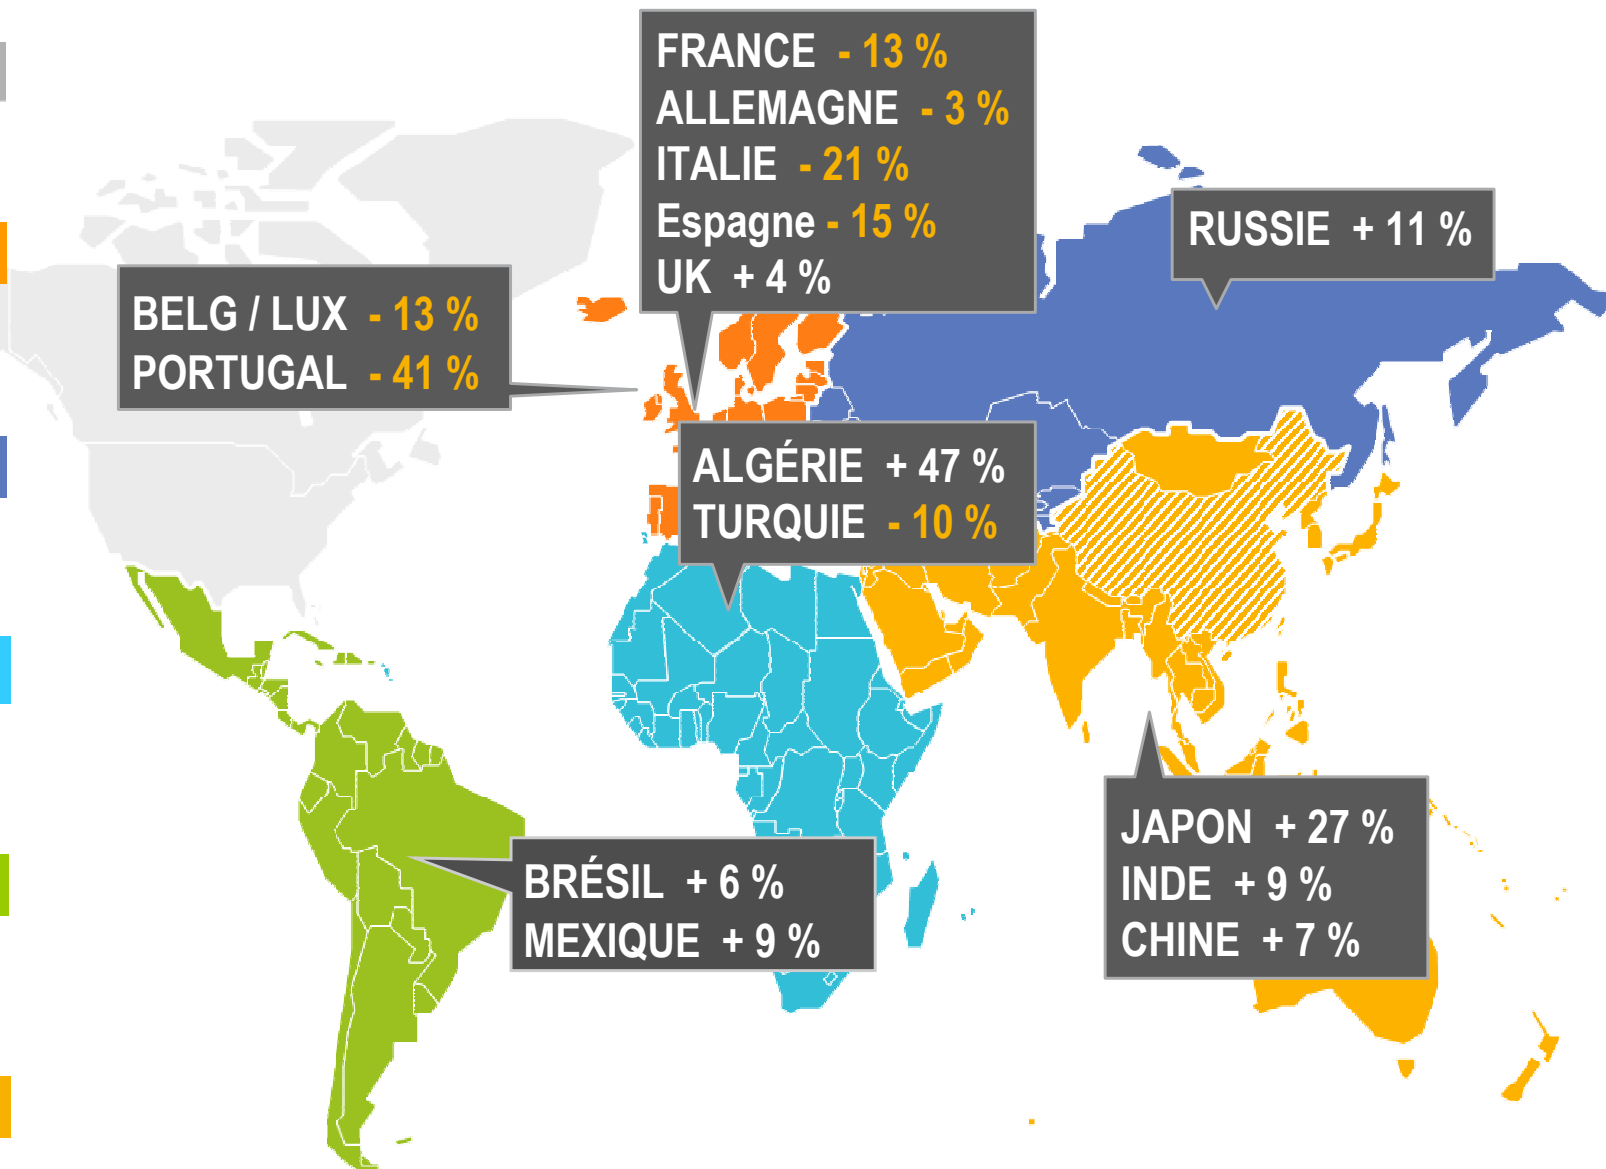 FRANCE - 13 %
ALLEMAGNE - 3 %
ITALIE - 21 %
Espagne - 15 %
UK + 4 %
RUSSIE + 11 %
BELG / LUX - 13 %
PORTUGAL - 41 %
ALGÉRIE + 47 %
TURQUIE - 10 %
BRÉSIL + 6 %
MEXIQUE + 9 %
JAPON + 27 %
INDE + 9 %
CHINE + 7 %